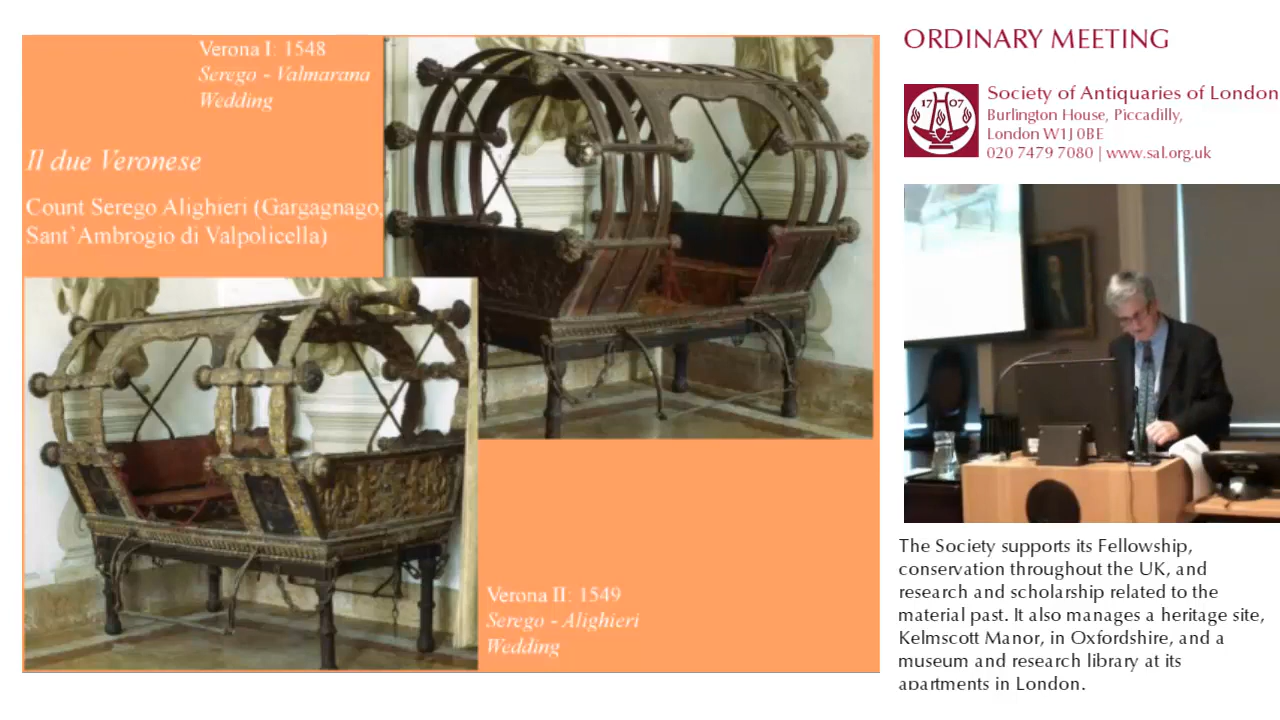 Verona I: 1548
Serego - Valmarana
Wedding
Il due Veronese
Count Serego Alighieri (Gargagnago,
Sant’Ambrogio di Valpolicella)
Verona II: 1549
Serego - Alighieri
Wedding
ORDINARY MEETING
1707
Society of Antiquaries of London
Burlington House, Piccadilly,
London W1J 0BE
020 7479 7080 | www.sal.org.uk
The Society supports its Fellowship,
conservation throughout the UK, and
research and scholarship related to the
material past. It also manages a heritage site,
Kelmscott Manor, in Oxfordshire, and a
museum and research library at its
apartments in London.